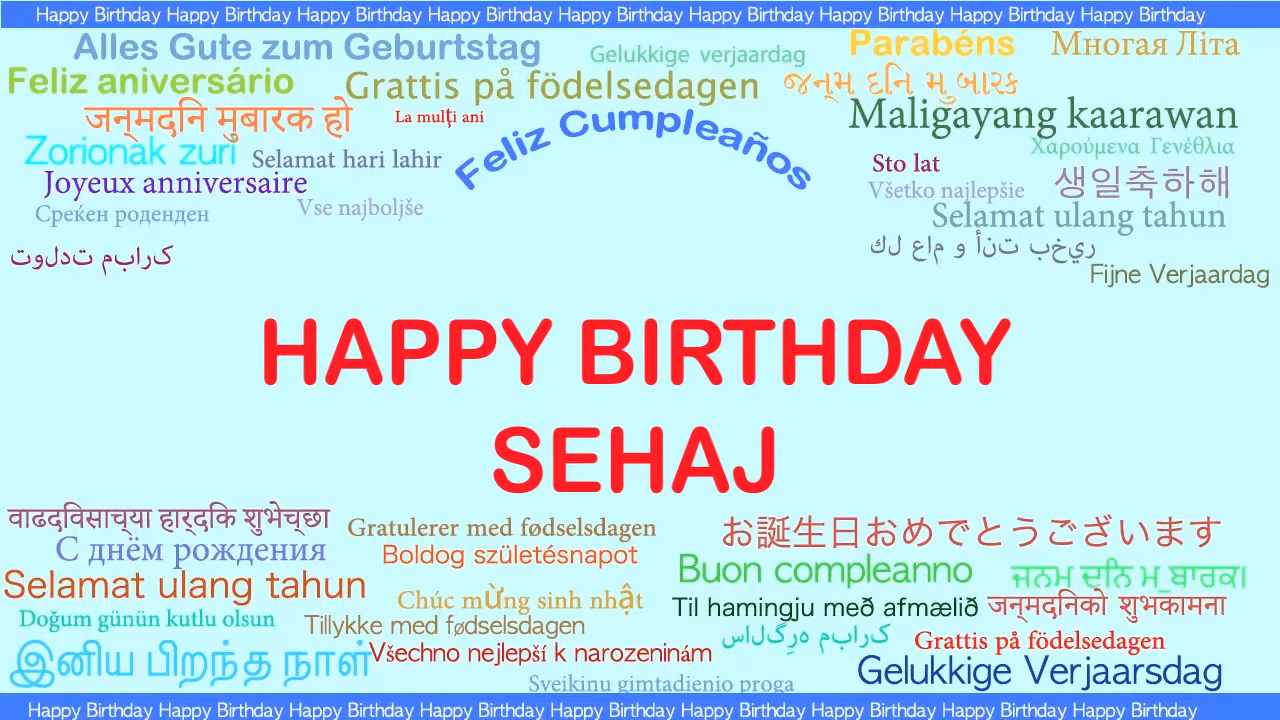 Happy Birthday Happy Birthday Happy Birthday Happy Birthday Happy Birthday Happy Birthday Happy Birthday Happy Birthday Happy Birthday
Alles Gute zum Geburtstag
Gelukkige verjaardag
Parabéns
Многая Літа
Feliz aniversário
Grattis på födelsedagen
જન્મ દિન મુબારક
जन्मदिन मुबारक हो
La mulţi ani
Feliz Cumpleaños
Maligayang kaarawan
Zorionak zuri
Selamat hari lahir
Sto lat
Χαρούμενα Γενέθλια
Joyeux anniversaire
Všetko najlepšie
생일축하해
Среќен роденден
Vse najboljše
Selamat ulang tahun
تولدت مبارک
كل عام و أنت بخير
Fijne Verjaardag
HAPPY BIRTHDAY
SEHAJ
वाढदिवसाच्या हार्दिक शुभेच्छा
Gratulerer med fødselsdagen
お誕生日おめでとうございます
С днём рождения
Boldog születésnapot
Buon compleanno
ਜਨਮ ਦਿਨ ਮੁਬਾਰਕ।
Selamat ulang tahun
Chúc mừng sinh nhật
Til hamingju með afmælið
जन्मदिनको शुभकामना
Doğum günün kutlu olsun
Tillykke med fødselsdagen
سالگرہ مبارک
Grattis på födelsedagen
இனிய பிறந்த நாள்
Všechno nejlepší k narozeninám
Gelukkige Verjaarsdag
Sveikinu gimtadienio proga
Happy Birthday Happy Birthday Happy Birthday Happy Birthday Happy Birthday Happy Birthday Happy Birthday Happy Birthday Happy Birthday